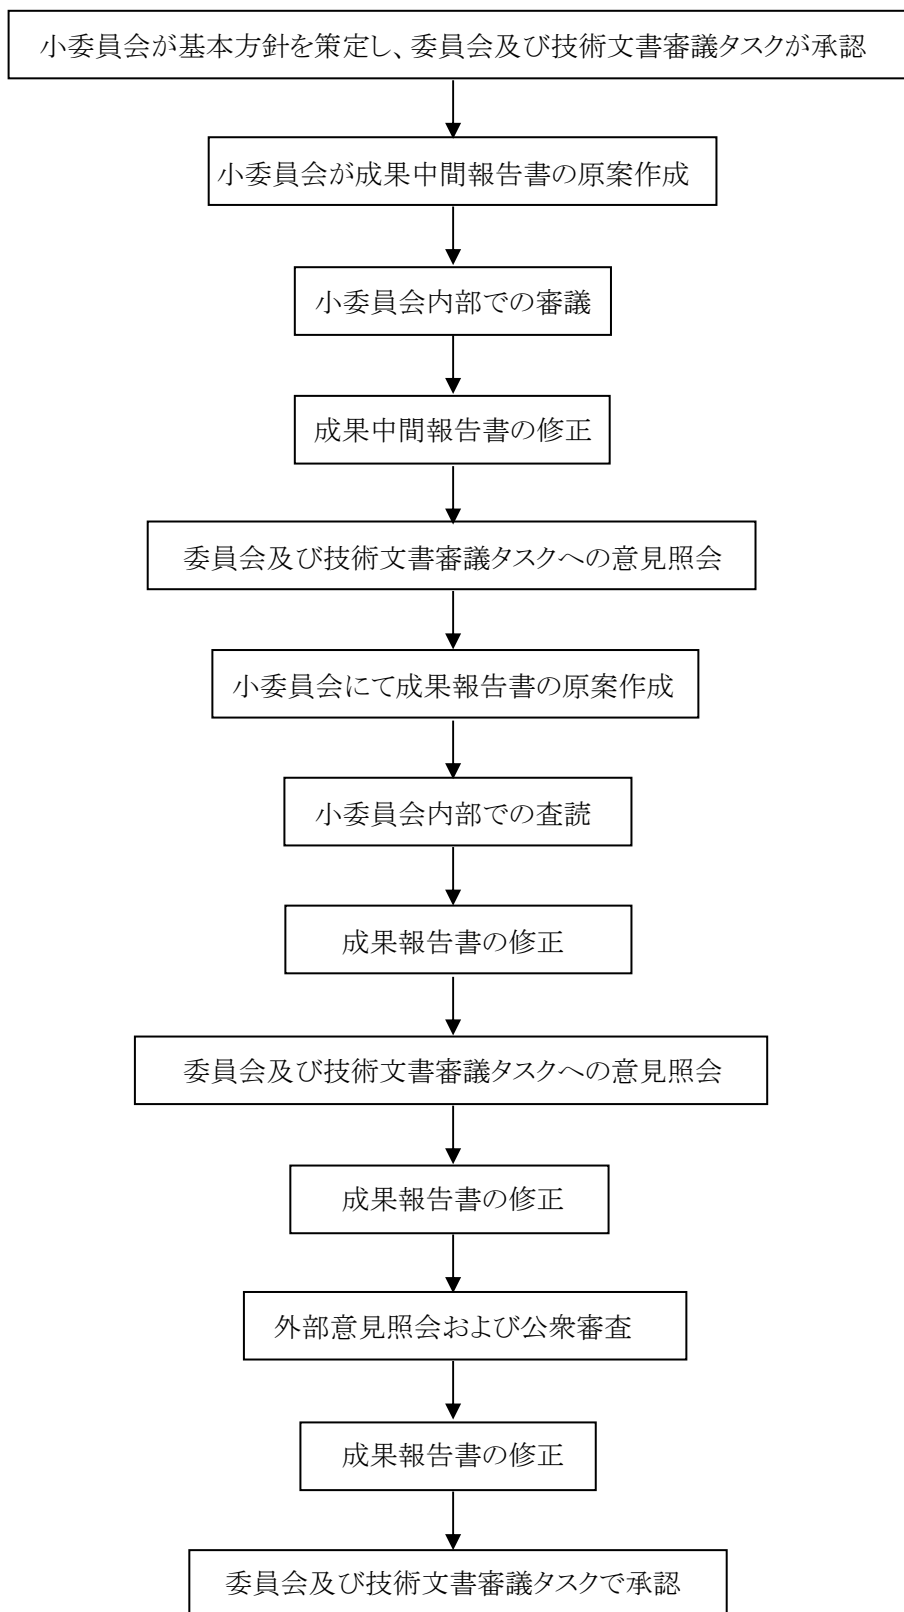 小委員会が基本方針を策定し、委員会及び技術文書審議タスクが承認
小委員会が成果中間報告書の原案作成
小委員会内部での審議
成果中間報告書の修正
委員会及び技術文書審議タスクへの意見照会
小委員会にて成果報告書の原案作成
小委員会内部での査読
成果報告書の修正
委員会及び技術文書審議タスクへの意見照会
成果報告書の修正
外部意見照会および公衆審査
成果報告書の修正
委員会及び技術文書審議タスクで承認